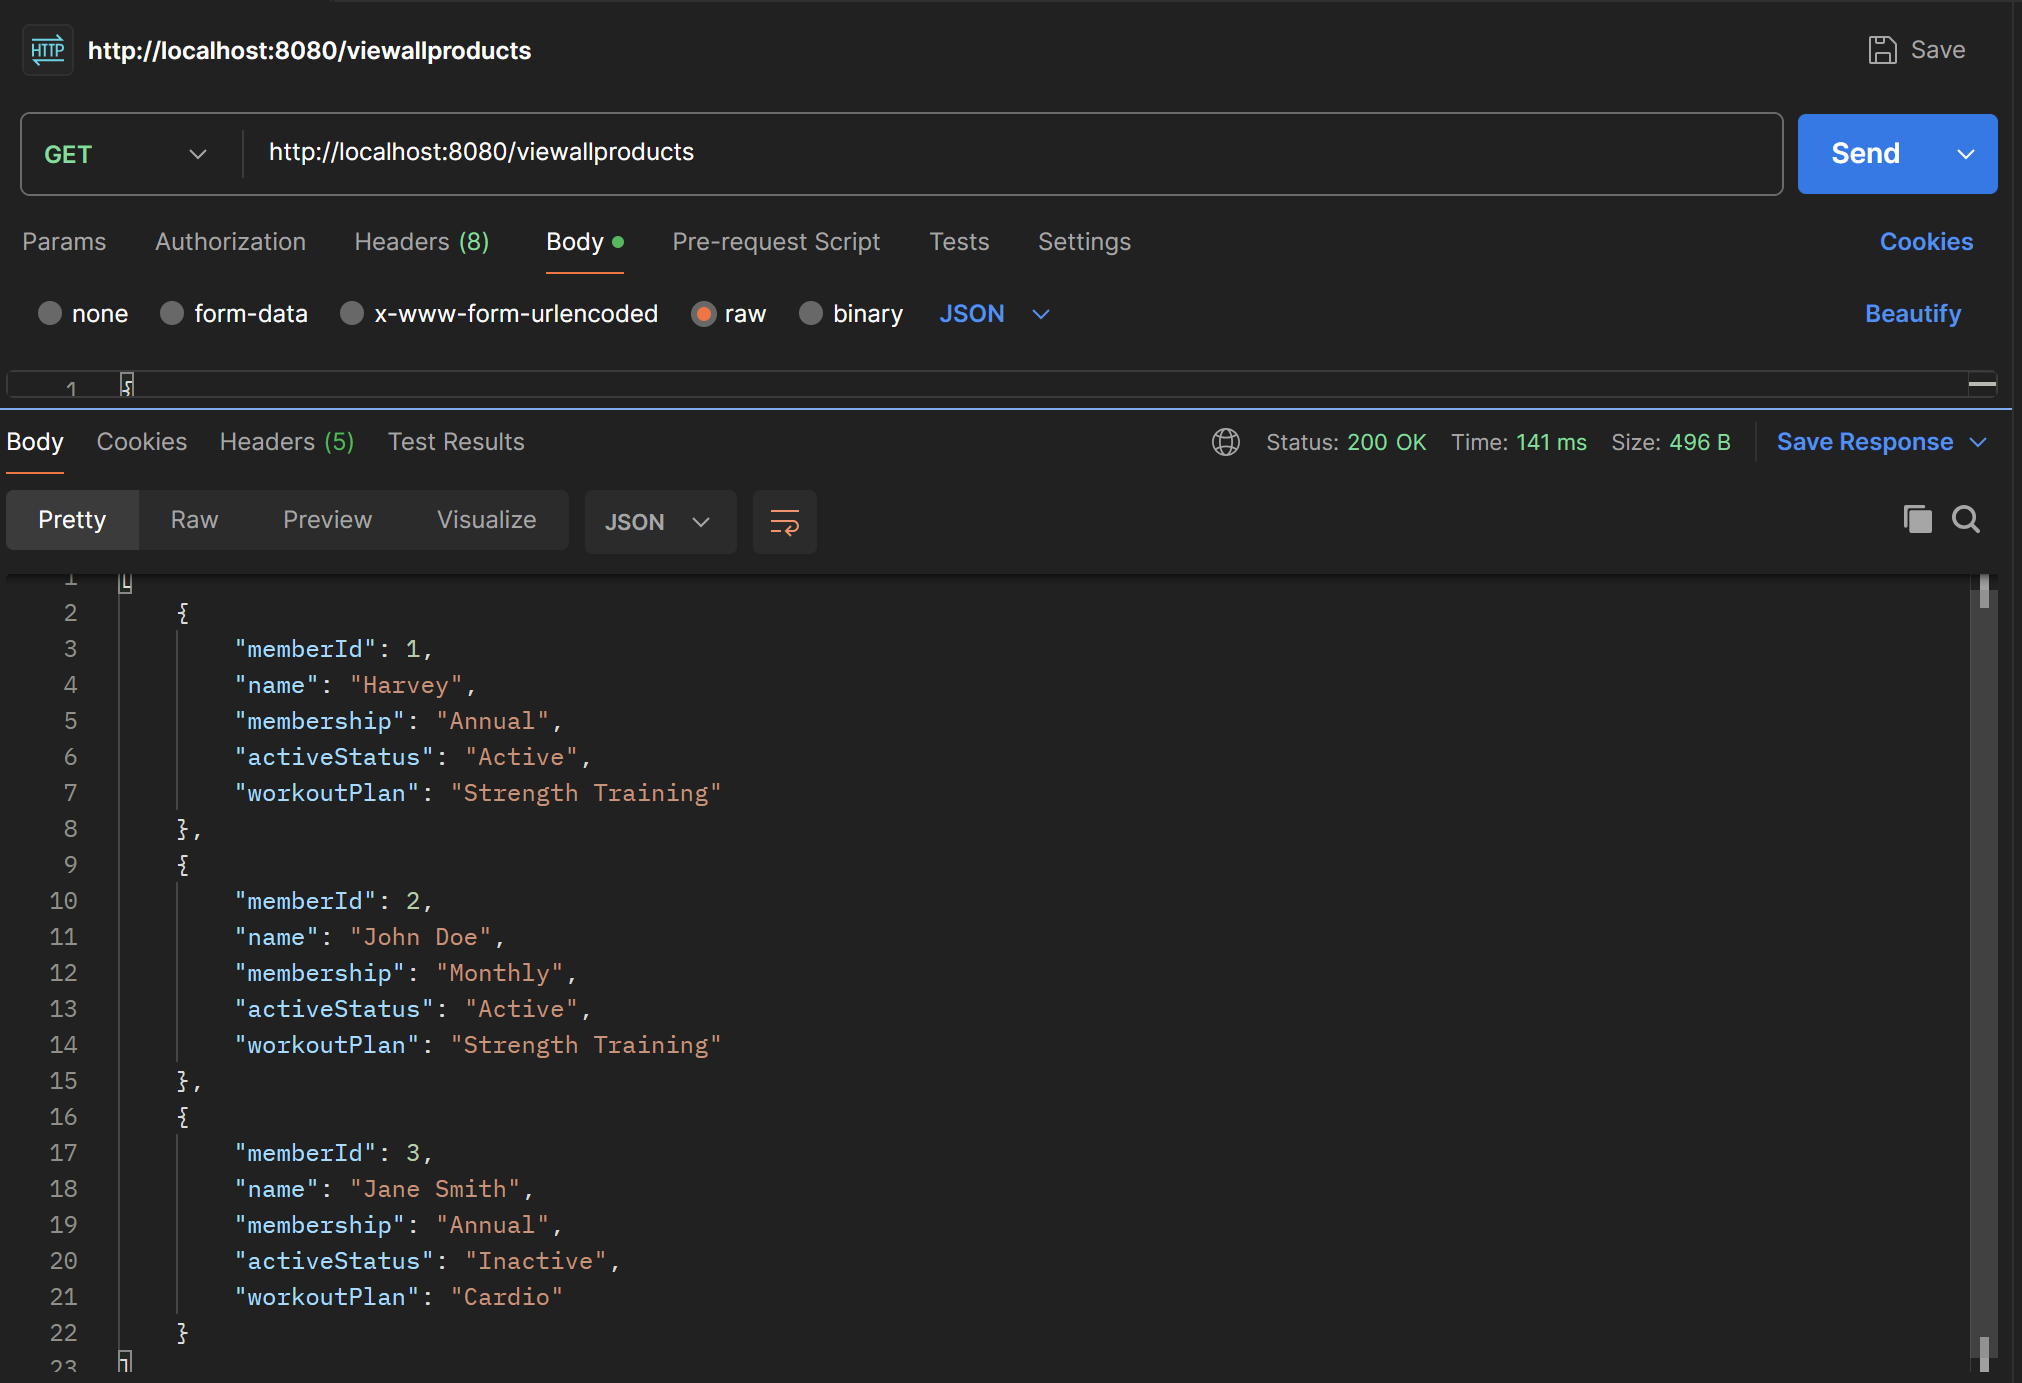 HTTP http://localhost:8080/viewallproducts Save
GET http://localhost:8080/viewallproducts Send
Params Authorization Headers (8) Body Pre-request Script Tests Settings Cookies
none form-data x-www-form-urlencoded raw binary JSON Beautify
1 {
Body Cookies Headers (5) Test Results Status: 200 OK Time: 141 ms Size: 496 B Save Response
Pretty Raw Preview Visualize JSON
1 [
2 {
3 "memberId": 1,
4 "name": "Harvey",
5 "membership": "Annual",
6 "activeStatus": "Active",
7 "workoutPlan": "Strength Training"
8 },
9 {
10 "memberId": 2,
11 "name": "John Doe",
12 "membership": "Monthly",
13 "activeStatus": "Active",
14 "workoutPlan": "Strength Training"
15 },
16 {
17 "memberId": 3,
18 "name": "Jane Smith",
19 "membership": "Annual",
20 "activeStatus": "Inactive",
21 "workoutPlan": "Cardio"
22 }
23 ]